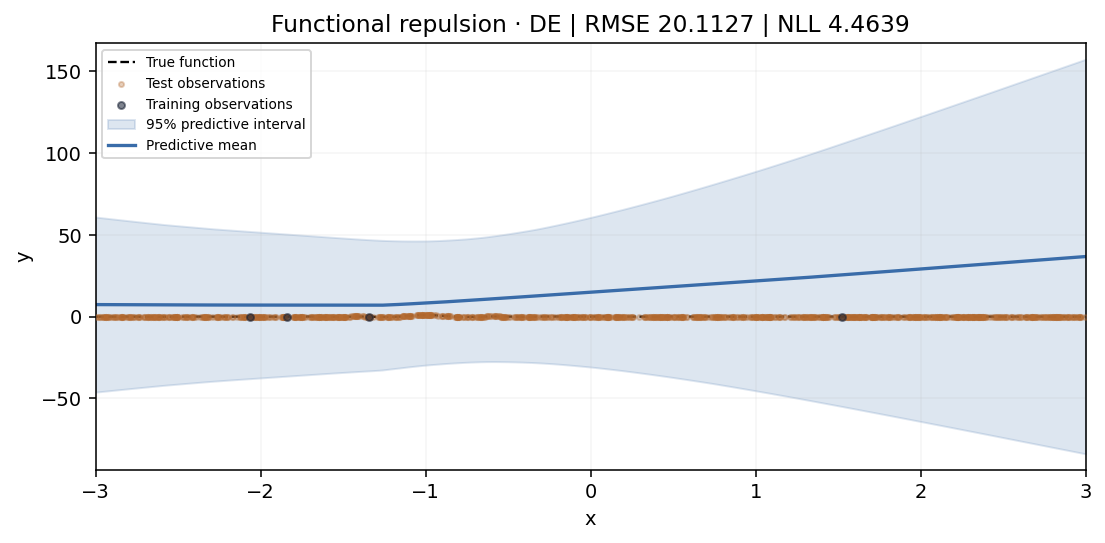 Functional repulsion · DE | RMSE 20.1127 | NLL 4.4639
True function
Test observations
Training observations
95% predictive interval
Predictive mean
150
100
50
0
−50
y
−3
−2
−1
0
1
2
3
x